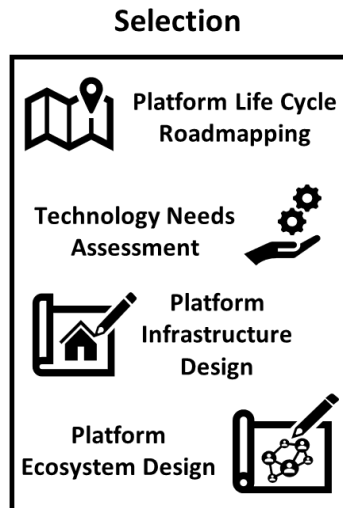 Selection
Platform Life Cycle
Roadmapping
Technology Needs
Assessment
Platform
Infrastructure
Design
Platform
Ecosystem Design